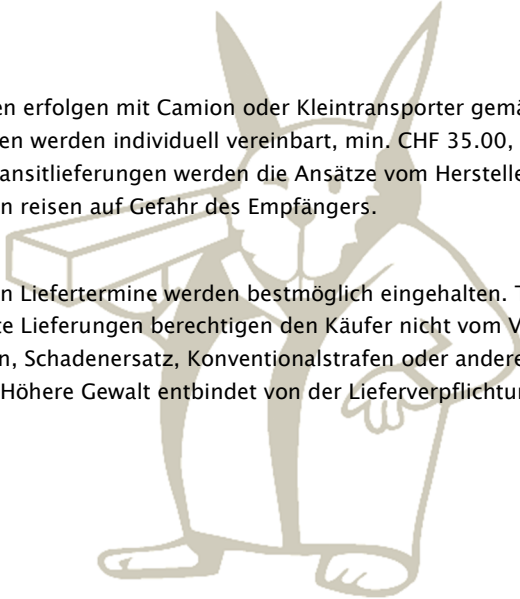 en erfolgen mit Camion oder Kleintransporter gemä
en werden individuell vereinbart, min. CHF 35.00,
ansitlieferungen werden die Ansätze vom Herstelle
n reisen auf Gefahr des Empfängers.
n Liefertermine werden bestmöglich eingehalten. T
te Lieferungen berechtigen den Käufer nicht vom V
n, Schadenersatz, Konventionalstrafen oder andere
Höhere Gewalt entbindet von der Lieferverpflichtun